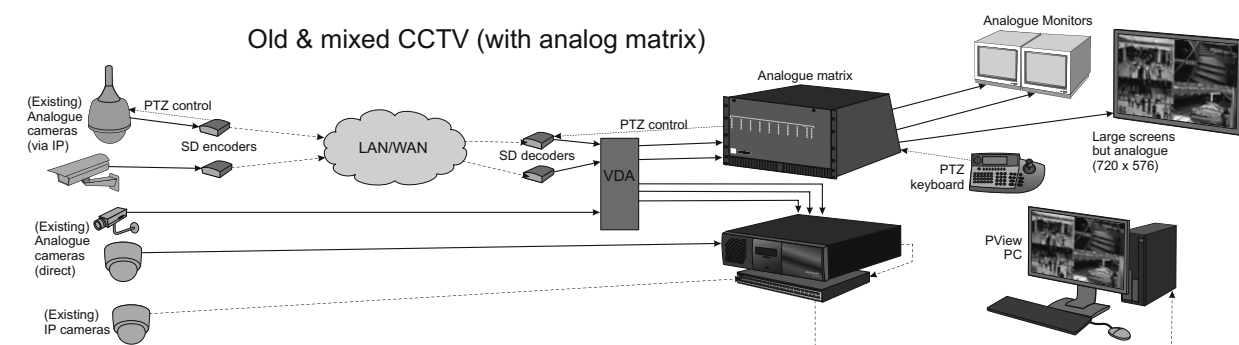 Old & mixed CCTV (with analog matrix)
Analogue Monitors
Analogue matrix
(Existing)
Analogue
cameras
(via IP)
PTZ control
SD encoders
LAN/WAN
SD decoders
PTZ control
VDA
Large screens
but analogue
(720 x 576)
PTZ
keyboard
(Existing)
Analogue
cameras
(direct)
PView
PC
(Existing)
IP cameras